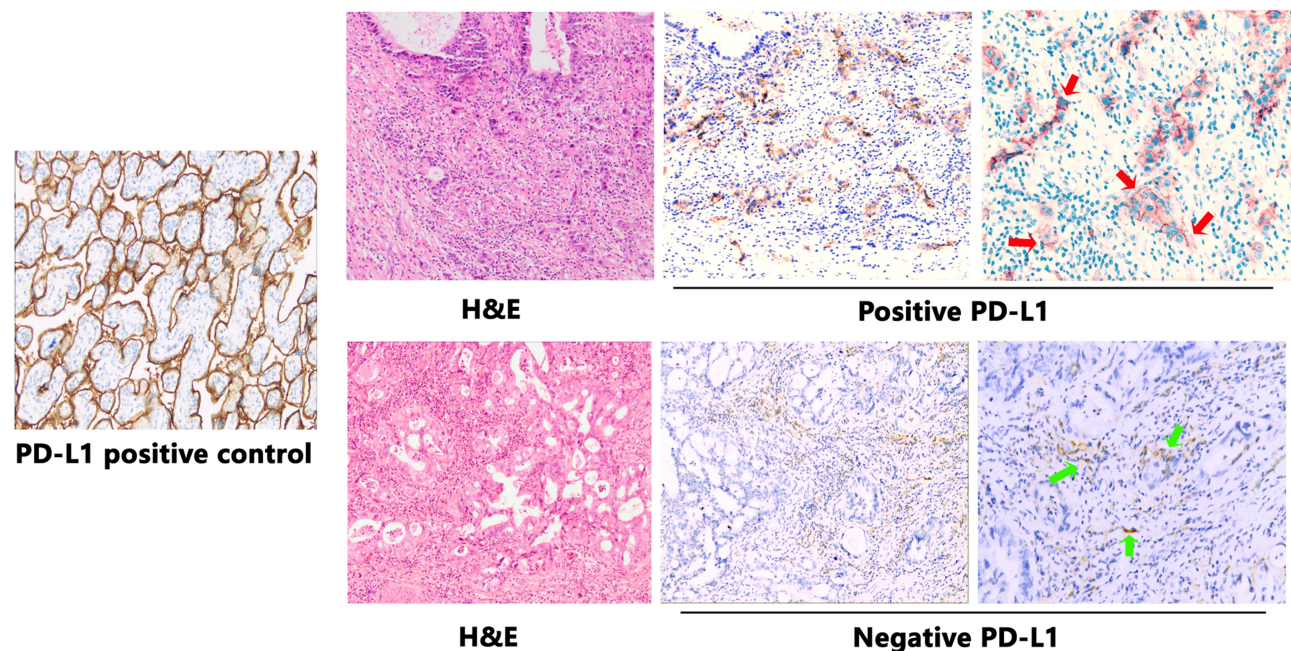 H&E
Positive PD-L1
PD-L1 positive control
H&E
Negative PD-L1